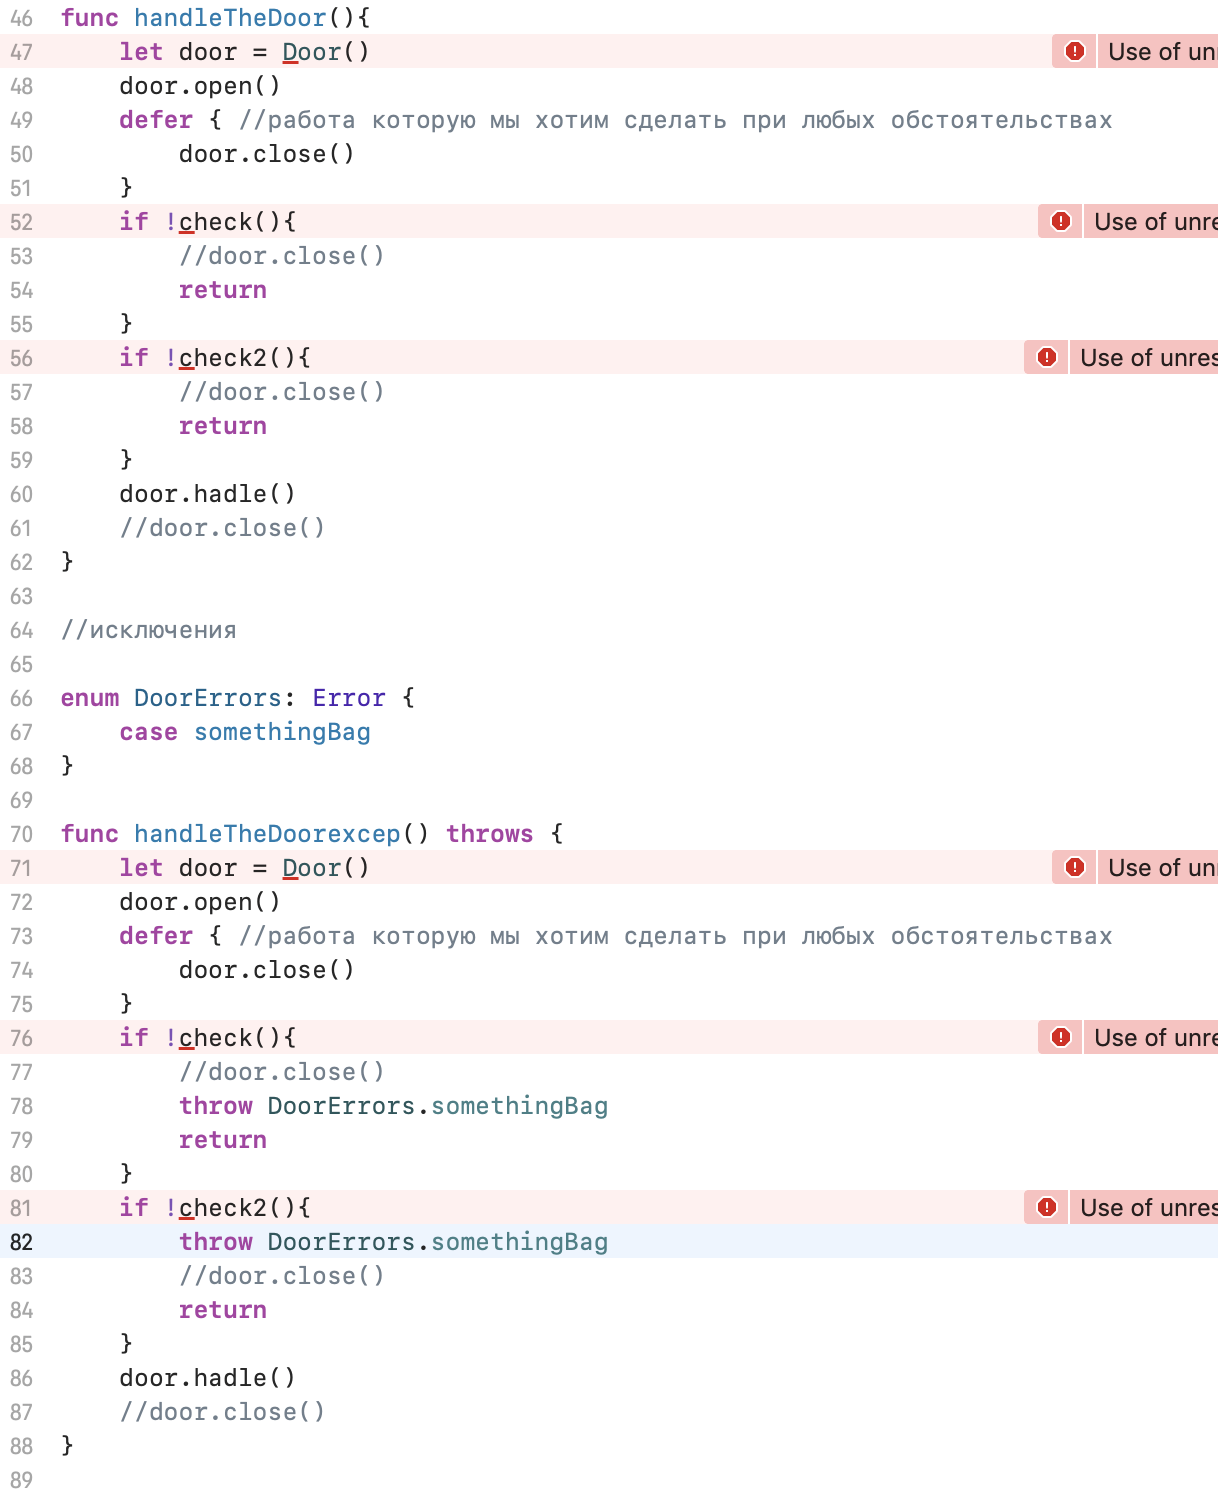 46 func handleTheDoor(){
47     let door = Door() Use of un
48     door.open()
49     defer { //работа которую мы хотим сделать при любых обстоятельствах
50         door.close()
51     }
52     if !check(){ Use of unre
53         //door.close()
54         return
55     }
56     if !check2(){ Use of unres
57         //door.close()
58         return
59     }
60     door.hadle()
61     //door.close()
62 }
63
64 //исключения
65
66 enum DoorErrors: Error {
67     case somethingBag
68 }
69
70 func handleTheDoorexcep() throws {
71     let door = Door() Use of un
72     door.open()
73     defer { //работа которую мы хотим сделать при любых обстоятельствах
74         door.close()
75     }
76     if !check(){ Use of unre
77         //door.close()
78         throw DoorErrors.somethingBag
79         return
80     }
81     if !check2(){ Use of unres
82         throw DoorErrors.somethingBag
83         //door.close()
84         return
85     }
86     door.hadle()
87     //door.close()
88 }
89